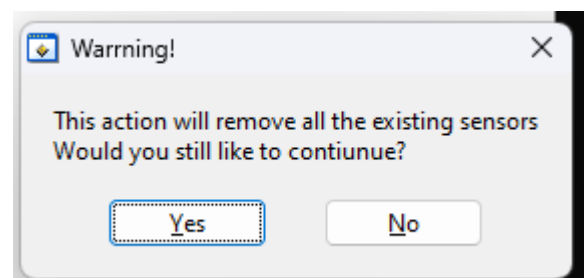 Warrning!
This action will remove all the existing sensors
Would you still like to contiunue?
Yes
No